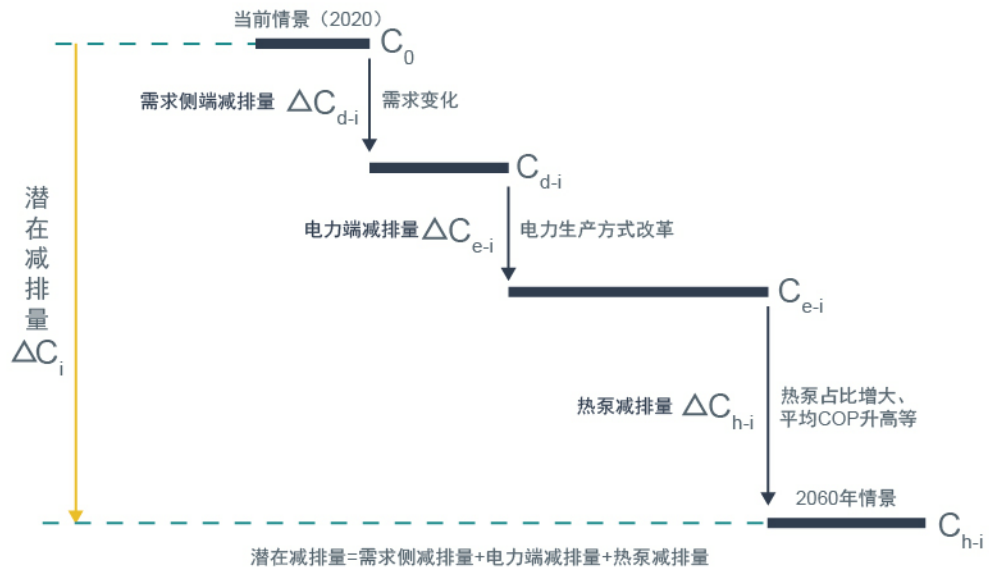 当前情景（2020）
C0
需求侧端减排量 △Cd-i
需求变化
Cd-i
潜在减排量
△Ci
电力端减排量△Ce-i
电力生产方式改革
Ce-i
热泵减排量 △Ch-i
热泵占比增大、
平均COP升高等
2060年情景
Ch-i
潜在减排量=需求侧减排量+电力端减排量+热泵减排量